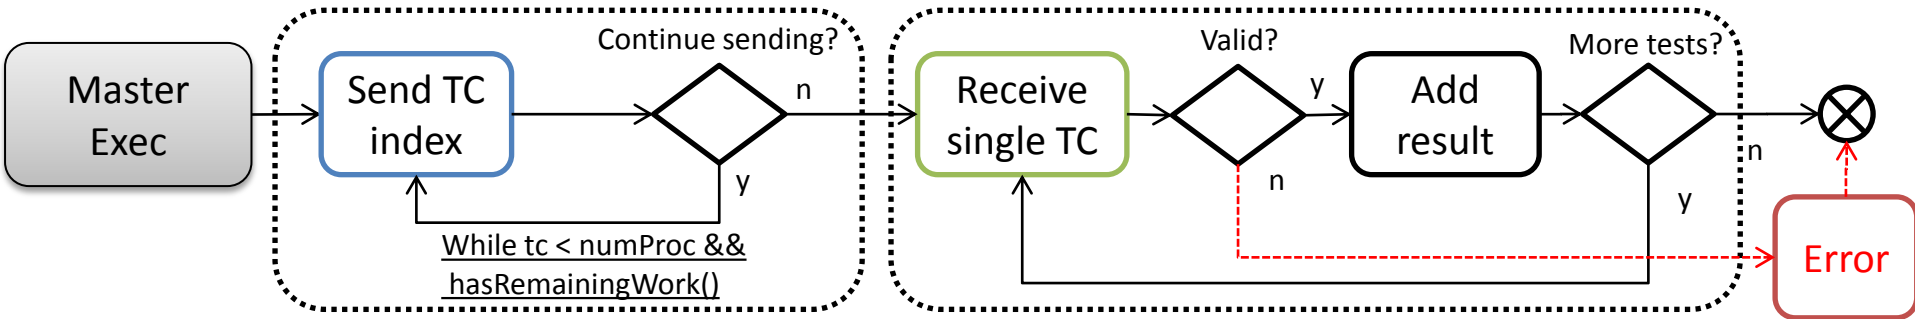 Master
Exec
Send TC
index
Continue sending?
n
y
While tc < numProc &&
hasRemainingWork()
Receive
single TC
Valid?
y
n
Add
result
More tests?
n
y
Error